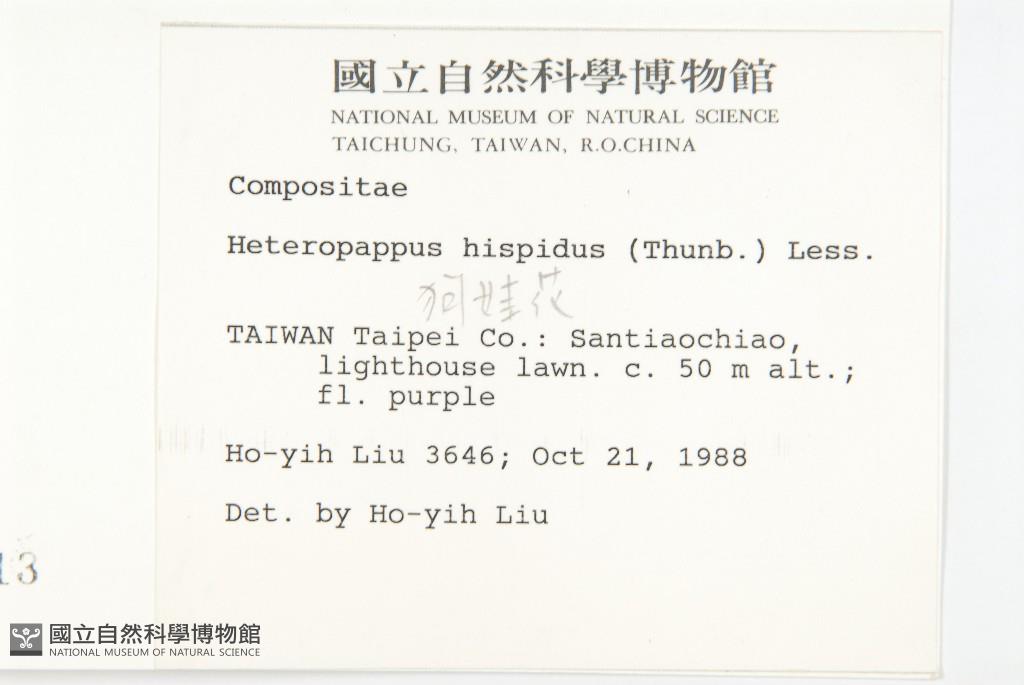 國立自然科學博物館
NATIONAL MUSEUM OF NATURAL SCIENCE
TAICHUNG, TAIWAN, R.O.CHINA
Compositae
Heteropappus hispidus (Thunb.) Less.
狗娃花
TAIWAN Taipei Co.: Santiaochiao,
lighthouse lawn. c. 50 m alt.;
fl. purple
Ho-yih Liu 3646; Oct 21, 1988
Det. by Ho-yih Liu
13
國立自然科學博物館
NATIONAL MUSEUM OF NATURAL SCIENCE